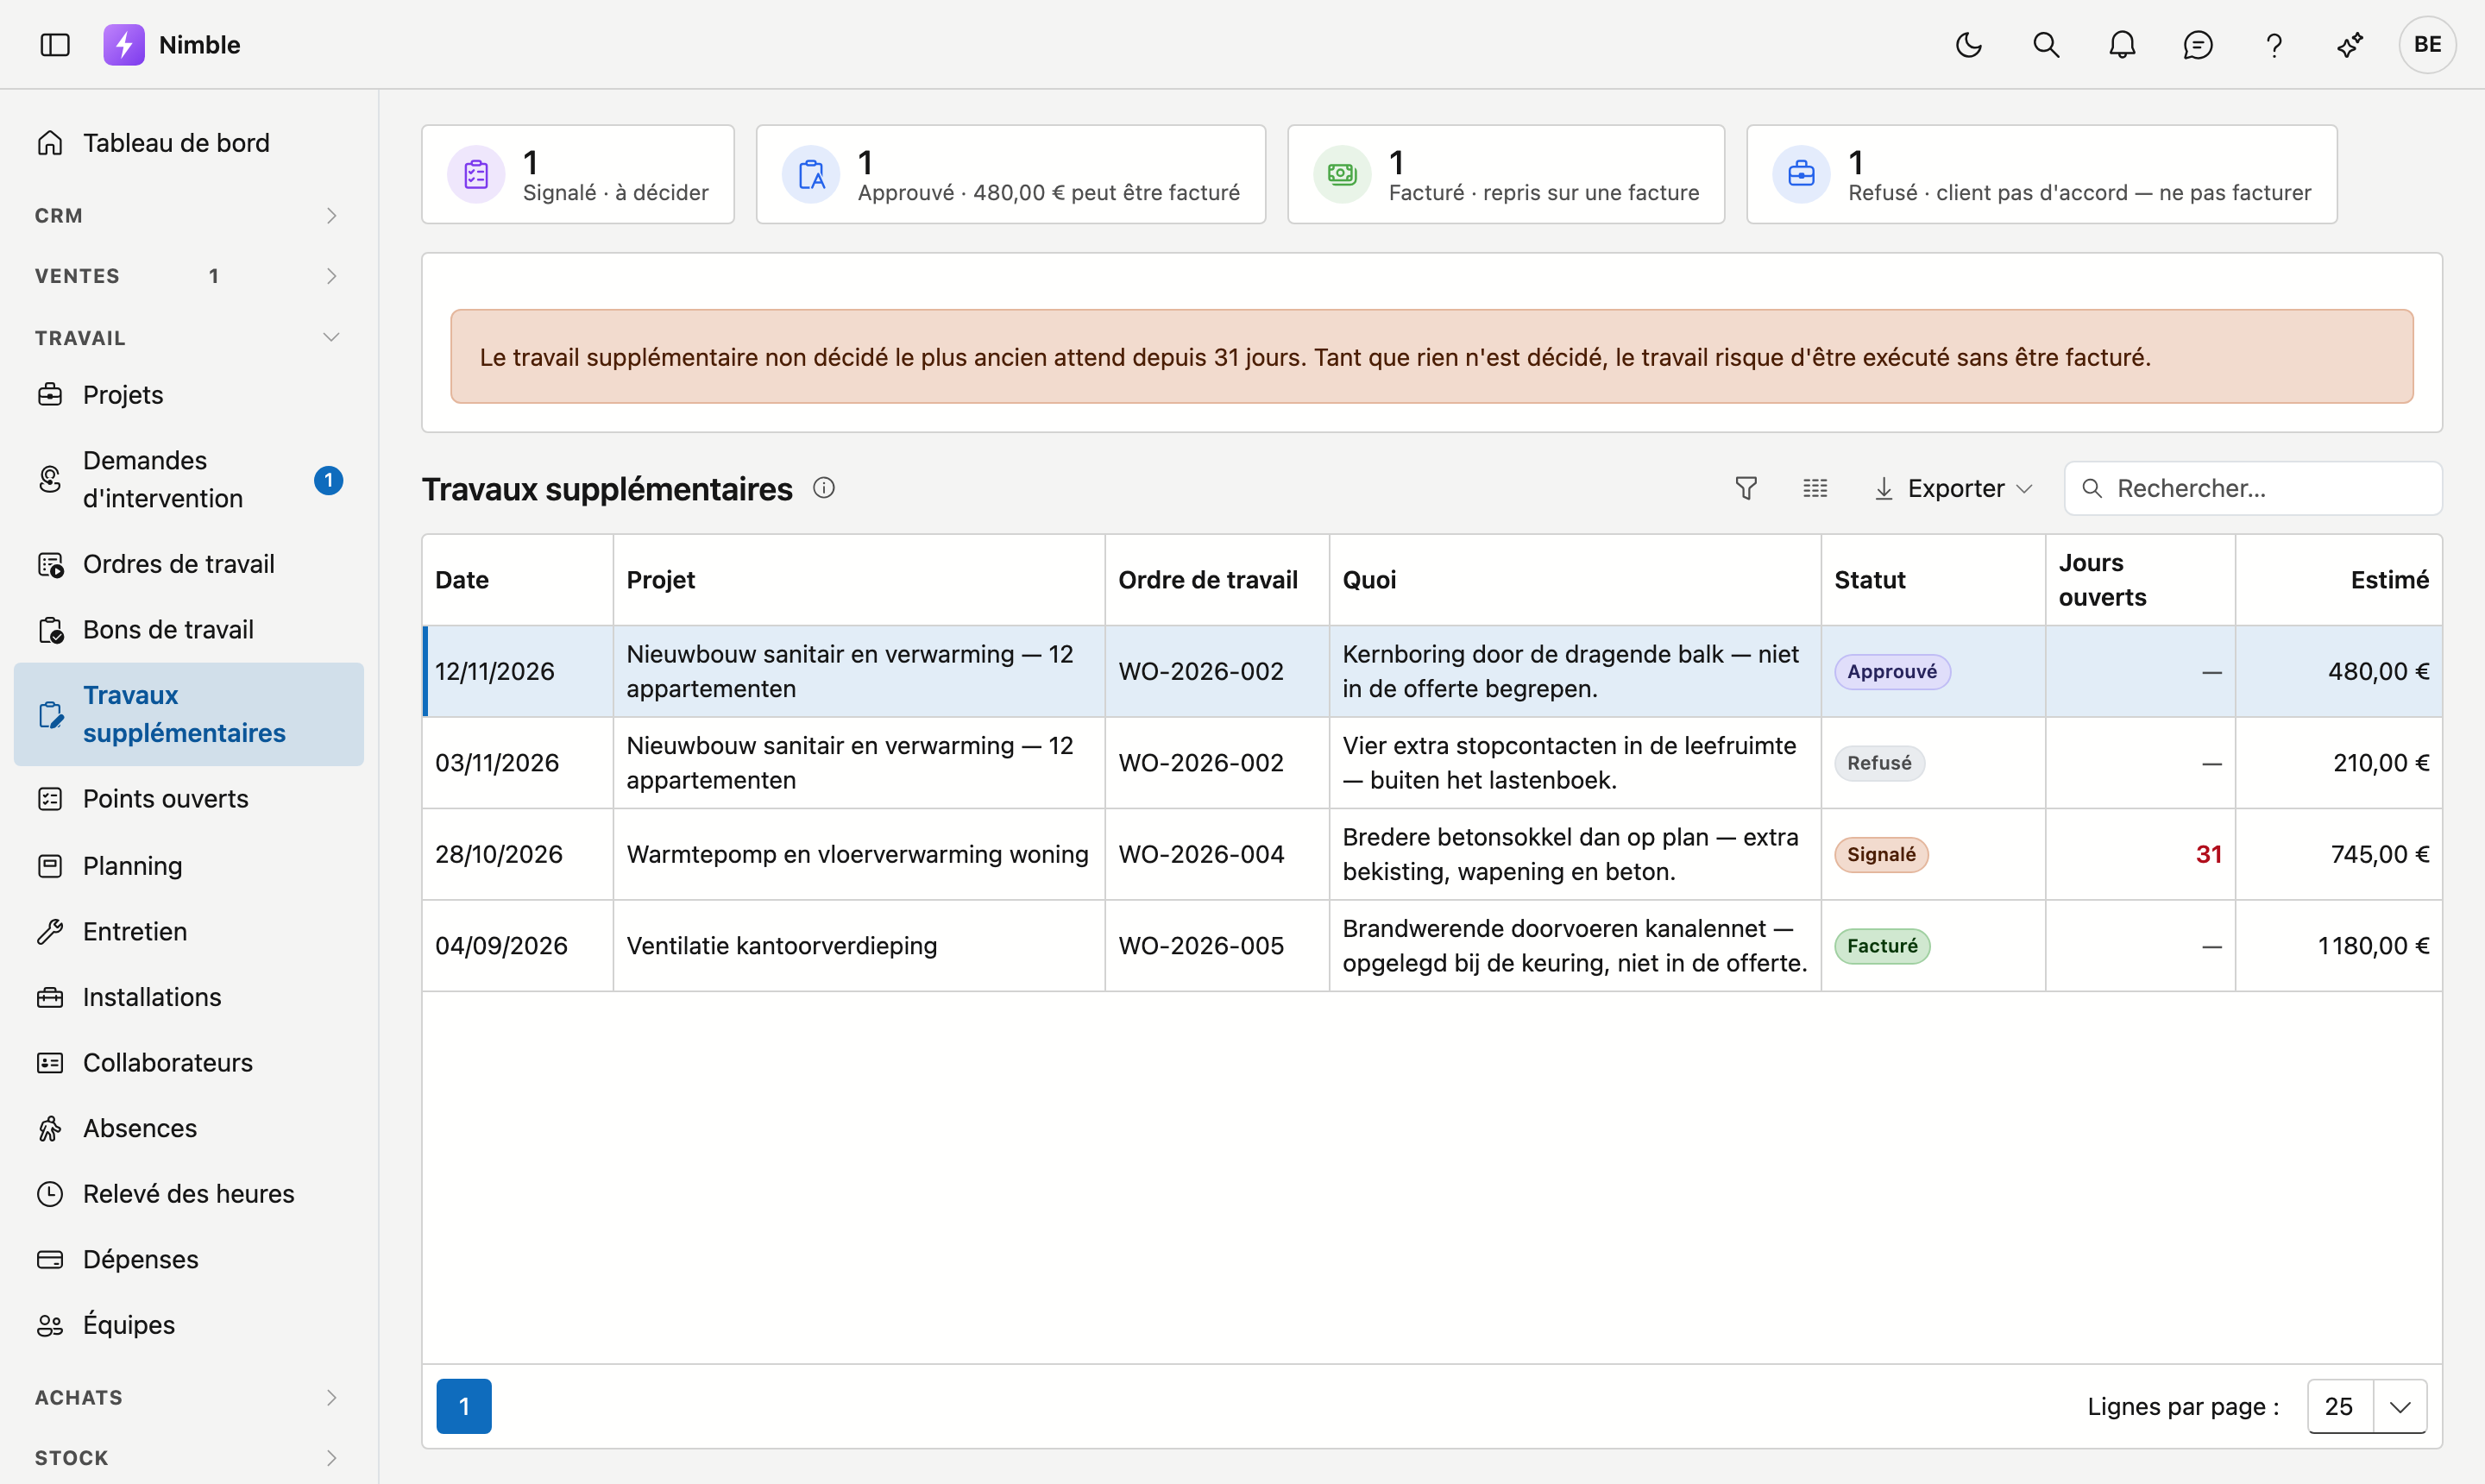 Nimble
BE
Tableau de bord
CRM
VENTES 1
TRAVAIL
Projets
Demandes
d'intervention
1
Ordres de travail
Bons de travail
Travaux
supplémentaires
Points ouverts
Planning
Entretien
Installations
Collaborateurs
Absences
Relevé des heures
Dépenses
Équipes
ACHATS
STOCK
1
Signalé · à décider
1
Approuvé · 480,00 € peut être facturé
1
Facturé · repris sur une facture
1
Refusé · client pas d'accord — ne pas facturer
Le travail supplémentaire non décidé le plus ancien attend depuis 31 jours. Tant que rien n'est décidé, le travail risque d'être exécuté sans être facturé.
Travaux supplémentaires
Exporter
Rechercher...
Date
Projet
Ordre de travail
Quoi
Statut
Jours
ouverts
Estimé
12/11/2026
Nieuwbouw sanitair en verwarming — 12
appartementen
WO-2026-002
Kernboring door de dragende balk — niet
in de offerte begrepen.
Approuvé
—
480,00 €
03/11/2026
Nieuwbouw sanitair en verwarming — 12
appartementen
WO-2026-002
Vier extra stopcontacten in de leefruimte
— buiten het lastenboek.
Refusé
—
210,00 €
28/10/2026
Warmtepomp en vloerverwarming woning
WO-2026-004
Bredere betonsokkel dan op plan — extra
bekisting, wapening en beton.
Signalé
31
745,00 €
04/09/2026
Ventilatie kantoorverdieping
WO-2026-005
Brandwerende doorvoeren kanalennet —
opgelegd bij de keuring, niet in de offerte.
Facturé
—
1 180,00 €
1
Lignes par page :
25